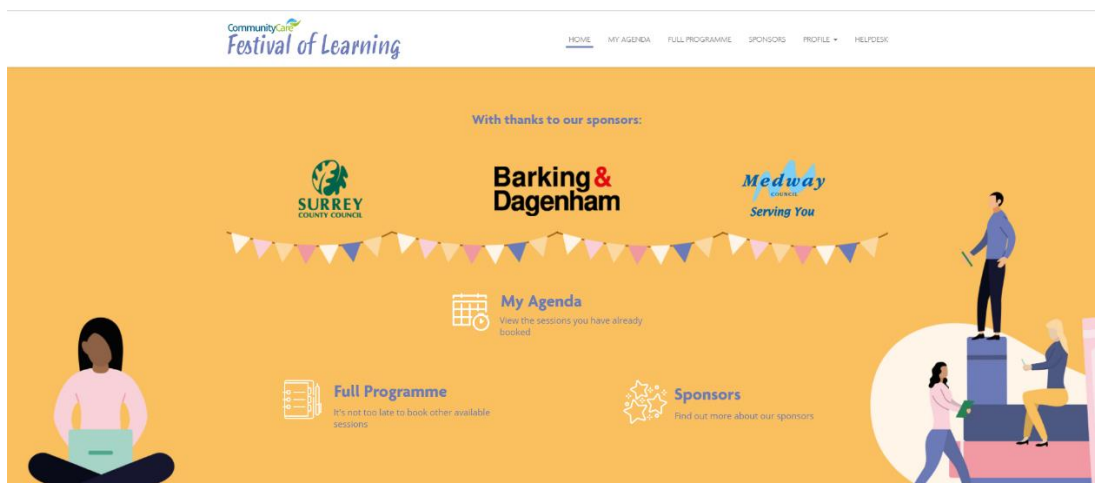 CommunityCare
Festival of Learning
HOME MY AGENDA FULL PROGRAMME SPONSORS PROFILE HELPDESK
With thanks to our sponsors:
SURREY
COUNTY COUNCIL
Barking &
Dagenham
Medway
COUNCIL
Serving You
My Agenda
View the sessions you have already
booked
Full Programme
It's not too late to book other available
sessions
Sponsors
Find out more about our sponsors